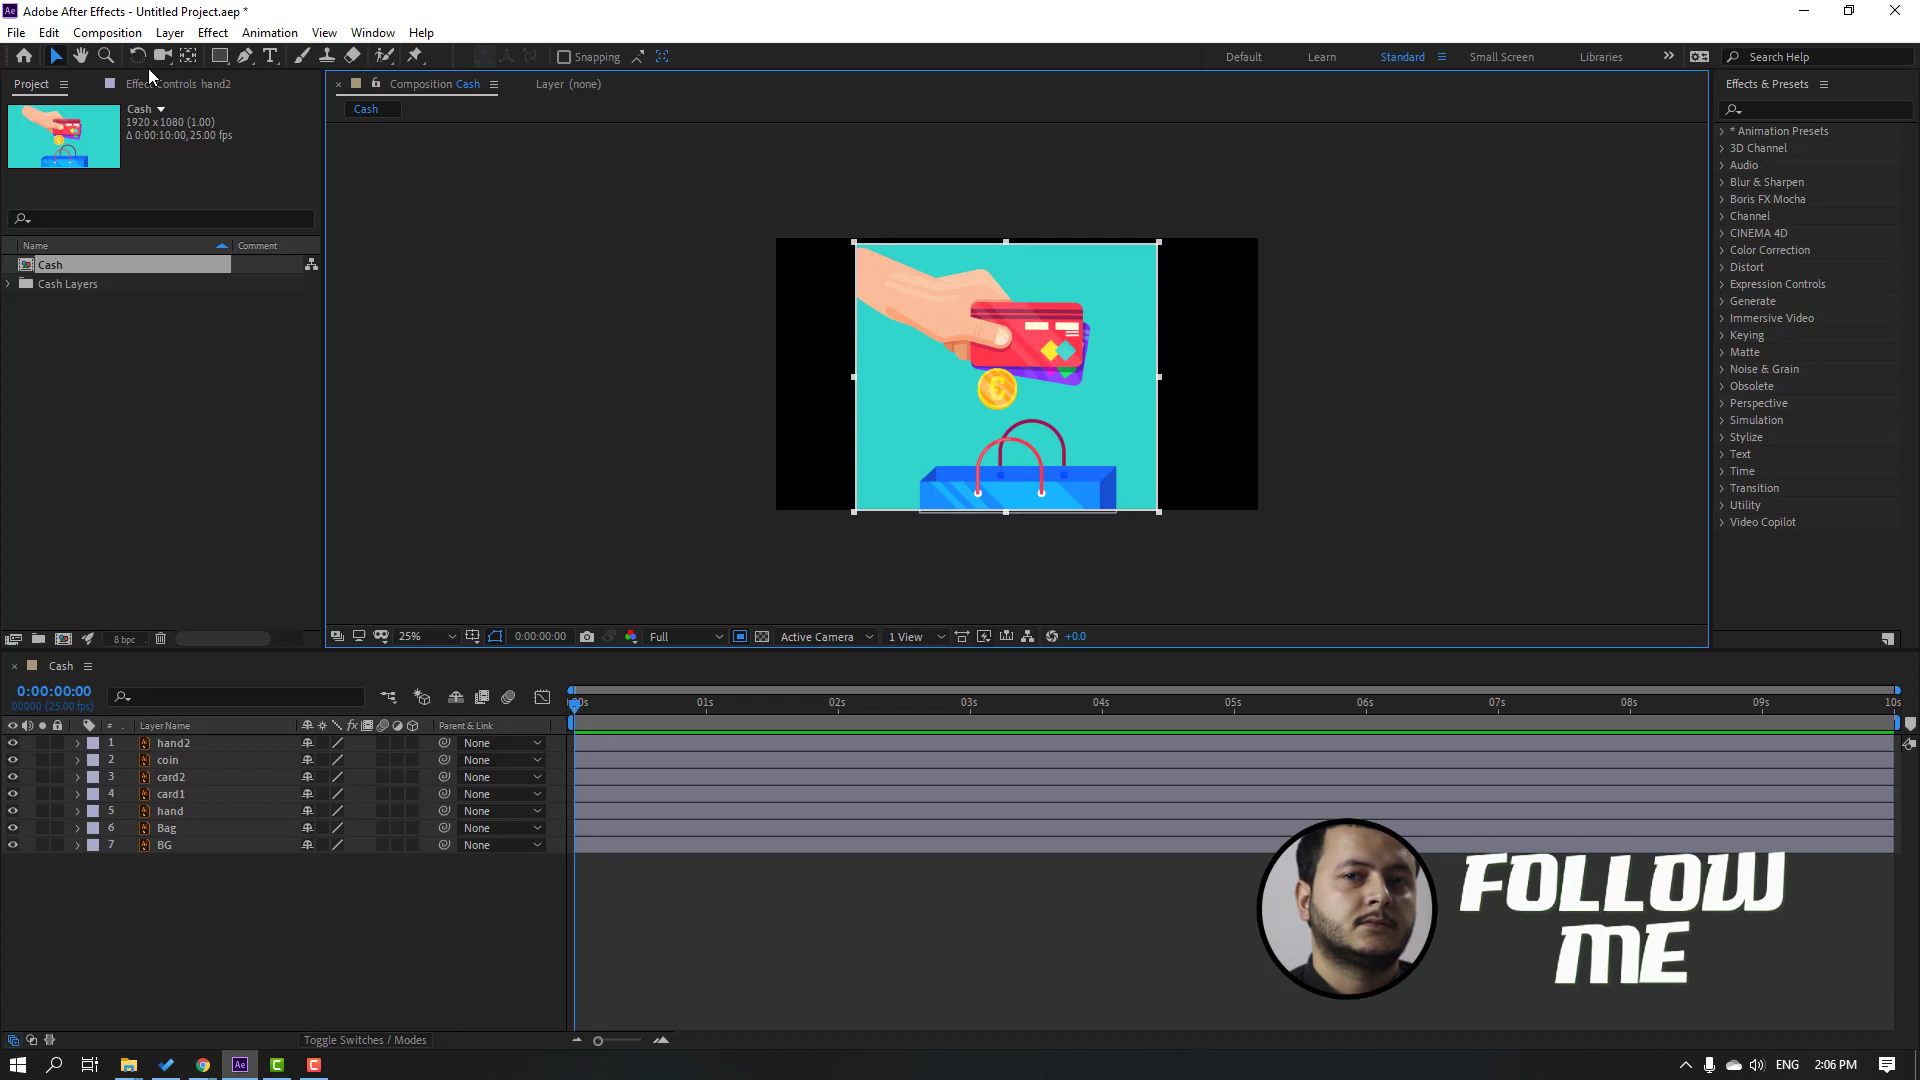 Adobe After Effects - Untitled Project.aep *
File Edit Composition Layer Effect Animation View Window Help
Snapping
Default Learn Standard Small Screen Libraries
Search Help
Project
Effect Controls hand2
Cash
1920 x 1080 (1.00)
Δ 0:00:10:00, 25.00 fps
Name Comment
Cash
Cash Layers
8 bpc
Composition Cash
Layer (none)
Cash
25% 0:00:00:00 Full Active Camera 1 View +0.0
Effects & Presets
* Animation Presets
3D Channel
Audio
Blur & Sharpen
Boris FX Mocha
Channel
CINEMA 4D
Color Correction
Distort
Expression Controls
Generate
Immersive Video
Keying
Matte
Noise & Grain
Obsolete
Perspective
Simulation
Stylize
Text
Time
Transition
Utility
Video Copilot
Cash
0:00:00:00
00000 (25.00 fps)
# Layer Name fx Parent & Link
1 hand2 None
2 coin None
3 card2 None
4 card1 None
5 hand None
6 Bag None
7 BG None
01s 02s 03s 04s 05s 06s 07s 08s 09s 10s
Toggle Switches / Modes
FOLLOW
ME
Ae ENG 2:06 PM